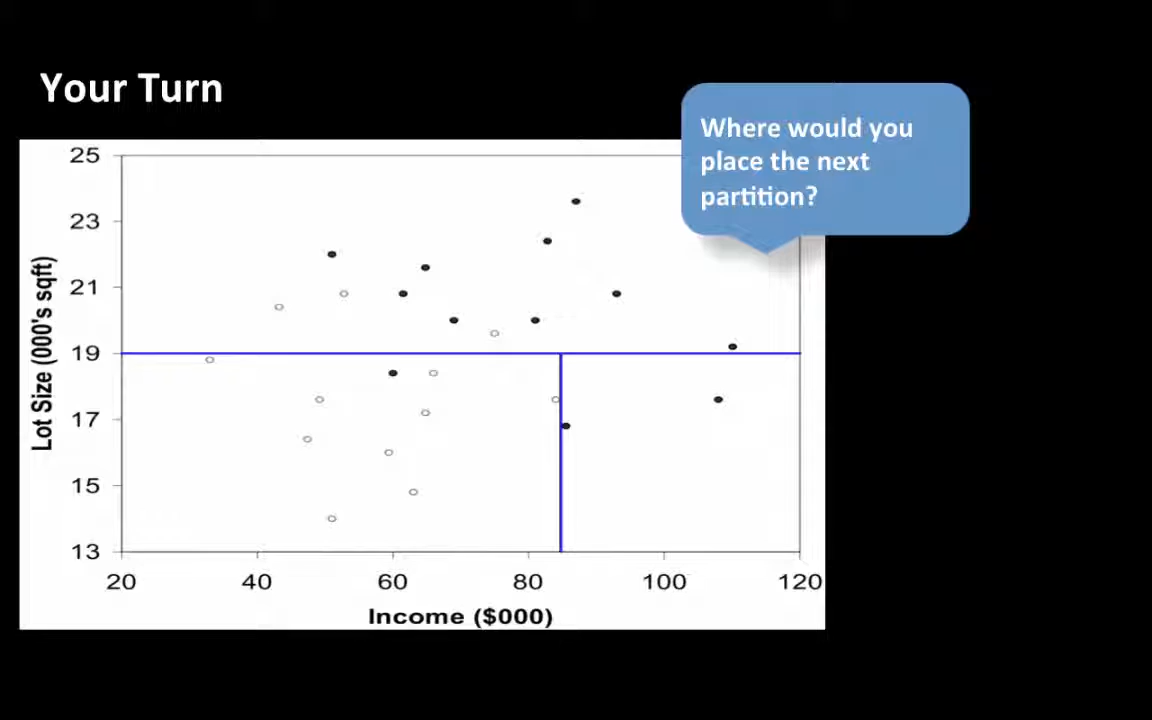 Your Turn
Where would you
place the next
partition?
25
23
21
19
17
15
13
Lot Size (000's sqft)
20 40 60 80 100 120
Income ($000)